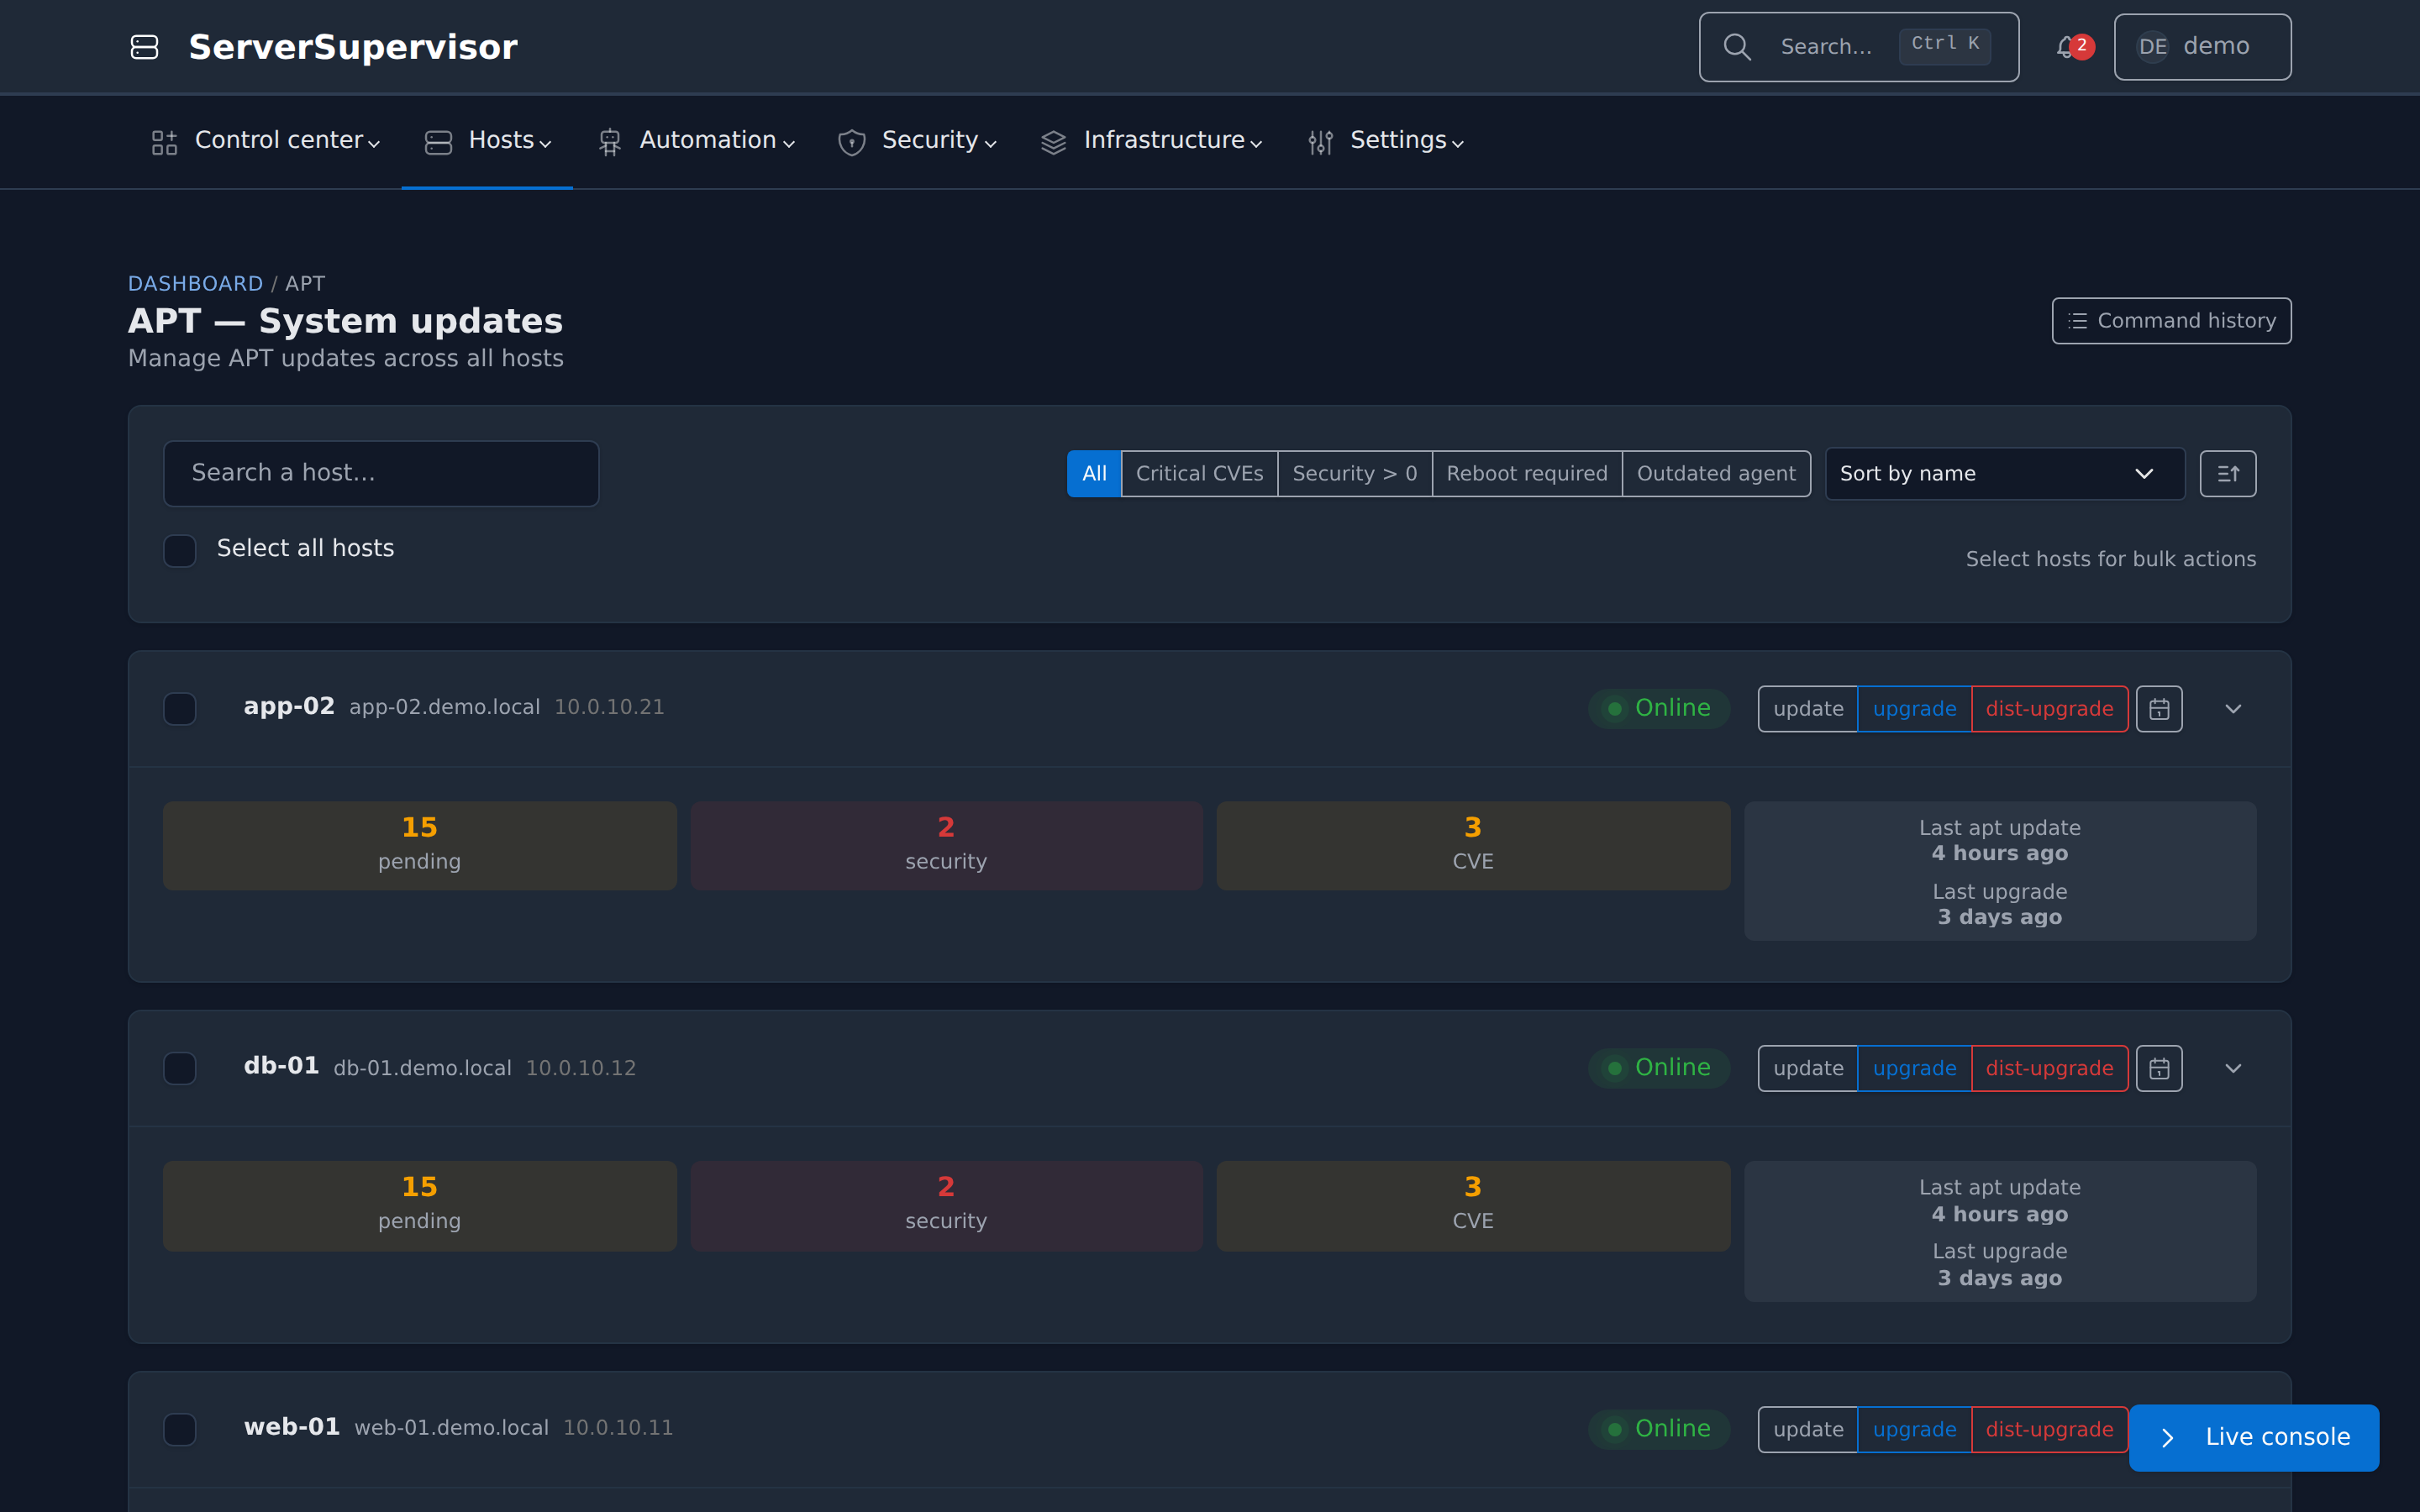 ServerSupervisor
Search... Ctrl K 2 DE demo
Control center Hosts Automation Security Infrastructure Settings
DASHBOARD / APT
APT — System updates
Manage APT updates across all hosts
Command history
Search a host...
All Critical CVEs Security > 0 Reboot required Outdated agent Sort by name
Select all hosts
Select hosts for bulk actions
app-02 app-02.demo.local 10.0.10.21 Online update upgrade dist-upgrade
15 pending
2 security
3 CVE
Last apt update
4 hours ago
Last upgrade
3 days ago
db-01 db-01.demo.local 10.0.10.12 Online update upgrade dist-upgrade
15 pending
2 security
3 CVE
Last apt update
4 hours ago
Last upgrade
3 days ago
web-01 web-01.demo.local 10.0.10.11 Online update upgrade dist-upgrade
Live console